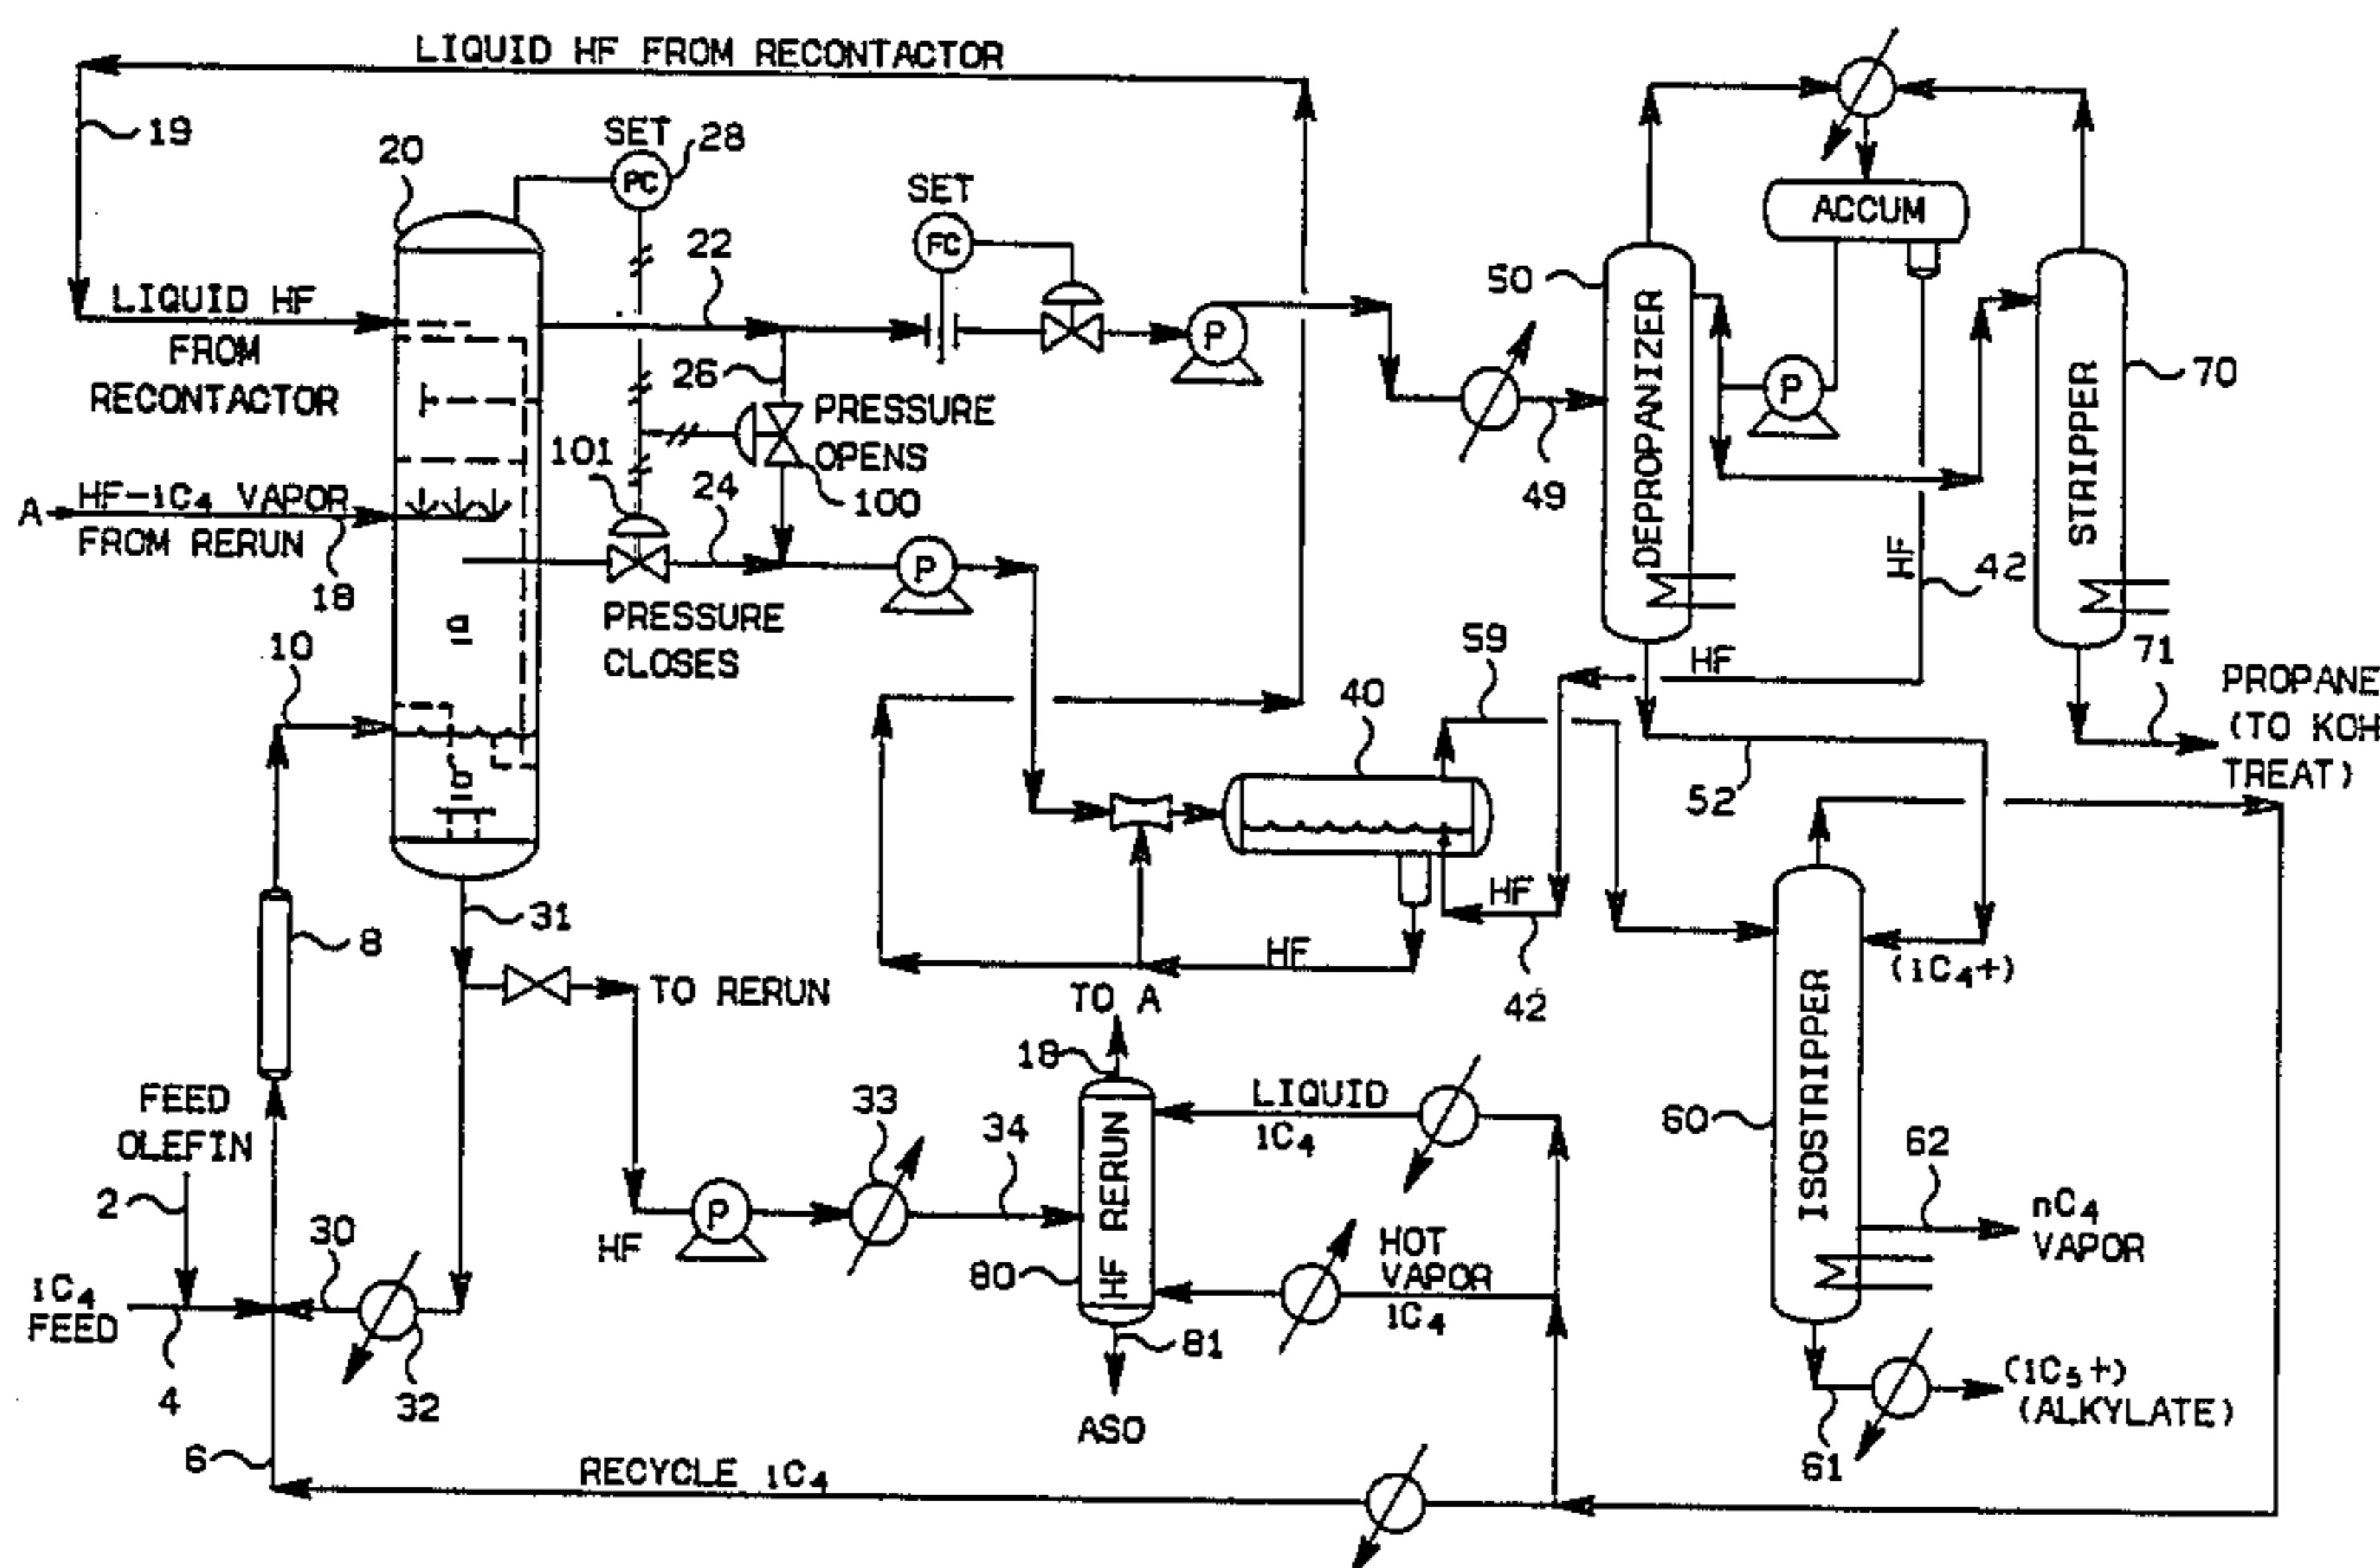 LIQUID HF FROM RECONTACTOR
19
20
SET
28
PC
SET
FC
22
ACCUM
50
LIQUID HF
FROM
RECONTACTOR
26
P
PRESSURE
OPENS
100
101
24
49
DEPROPANIZER
P
STRIPPER
70
HF
42
A
HF-iC4 VAPOR
FROM RERUN
18
a
P
PRESSURE
CLOSES
10
59
HF
71
PROPANE
(TO KOH
TREAT)
40
52
b
31
8
HF
HF
42
(iC4+)
TO RERUN
TO A
18
ISOSTRIPPER
60
FEED
OLEFIN
2
30
33
34
LIQUID
iC4
HF RERUN
P
HF
80
HOT
VAPOR
iC4
62
nC4
VAPOR
iC4
FEED
4
32
81
ASO
(iC5+)
(ALKYLATE)
61
6
RECYCLE iC4